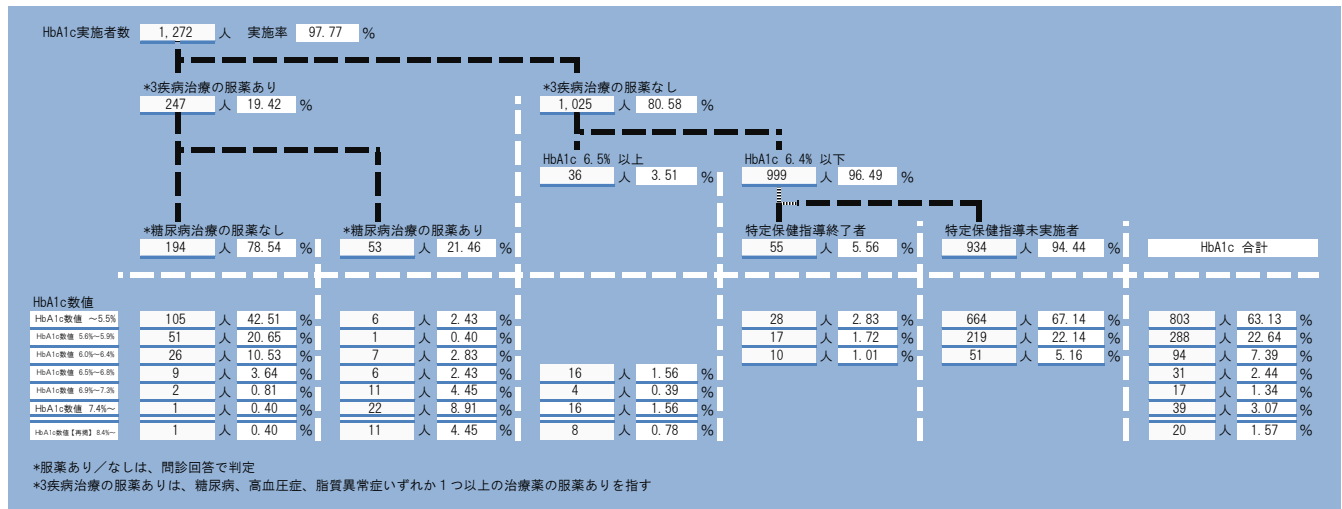 HbA1c実施者数 1,272 人 実施率 97.77 %
*3疾病治療の服薬あり *3疾病治療の服薬なし
247 人 19.42 % 1,025 人 80.58 %
HbA1c 6.5% 以上 HbA1c 6.4% 以下
36 人 3.51 % 999 人 96.49 %
*糖尿病治療の服薬なし *糖尿病治療の服薬あり 特定保健指導終了者 特定保健指導未実施者
194 人 78.54 % 53 人 21.46 % 55 人 5.56 % 934 人 94.44 % HbA1c 合計
HbA1c数値
HbA1c数値 ～5.5% 105 人 42.51 % 6 人 2.43 % 28 人 2.83 % 664 人 67.14 % 803 人 63.13 %
HbA1c数値 5.6%～5.9% 51 人 20.65 % 1 人 0.40 % 17 人 1.72 % 219 人 22.14 % 288 人 22.64 %
HbA1c数値 6.0%～6.4% 26 人 10.53 % 7 人 2.83 % 10 人 1.01 % 51 人 5.16 % 94 人 7.39 %
HbA1c数値 6.5%～6.8% 9 人 3.64 % 6 人 2.43 % 16 人 1.56 % 31 人 2.44 %
HbA1c数値 6.9%～7.3% 2 人 0.81 % 11 人 4.45 % 4 人 0.39 % 17 人 1.34 %
HbA1c数値 7.4%～ 1 人 0.40 % 22 人 8.91 % 16 人 1.56 % 39 人 3.07 %
HbA1c数値【再掲】8.4%～ 1 人 0.40 % 11 人 4.45 % 8 人 0.78 % 20 人 1.57 %
*服薬あり／なしは、問診回答で判定
*3疾病治療の服薬ありは、糖尿病、高血圧症、脂質異常症いずれか１つ以上の治療薬の服薬ありを指す